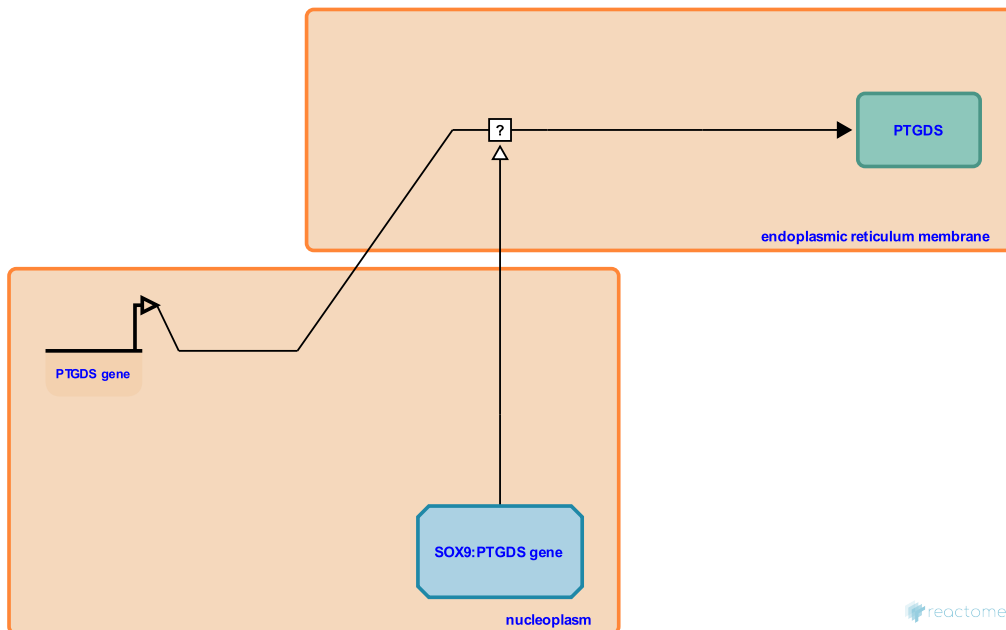 ?
PTGDS
endoplasmic reticulum membrane
PTGDS gene
SOX9:PTGDS gene
nucleoplasm
reactome